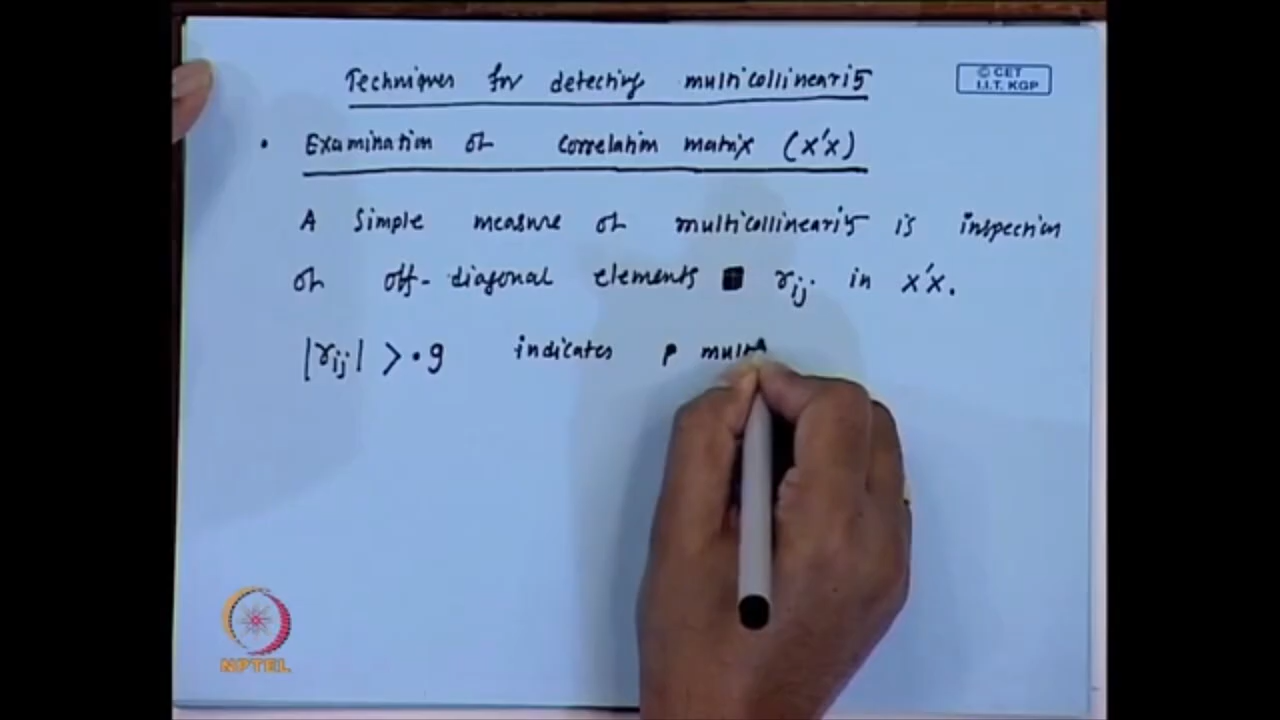 Techniques for detecting multicollinearity
© CET
I.I.T. KGP
• Examination of correlation matrix (x'x)
A simple measure of multicollinearity is inspection
of off-diagonal elements rij in x'x.
|rij| > .9 indicates p mult
NPTEL